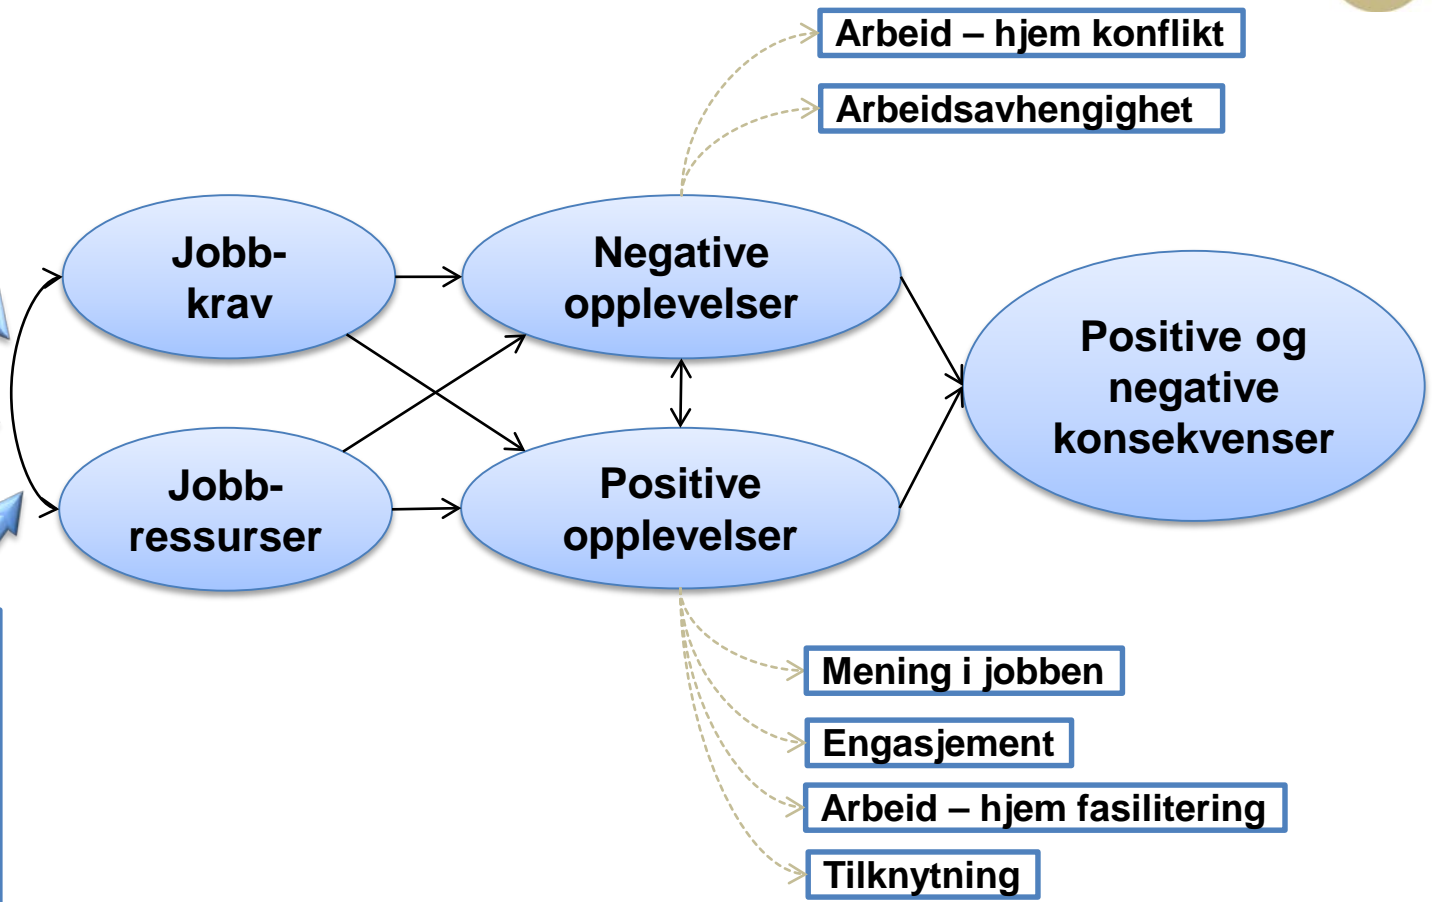 Arbeid – hjem konflikt
Arbeidsavhengighet
Jobb-
krav
Negative
opplevelser
Positive og
negative
konsekvenser
Jobb-
ressurser
Positive
opplevelser
Mening i jobben
Engasjement
Arbeid – hjem fasilitering
Tilknytning